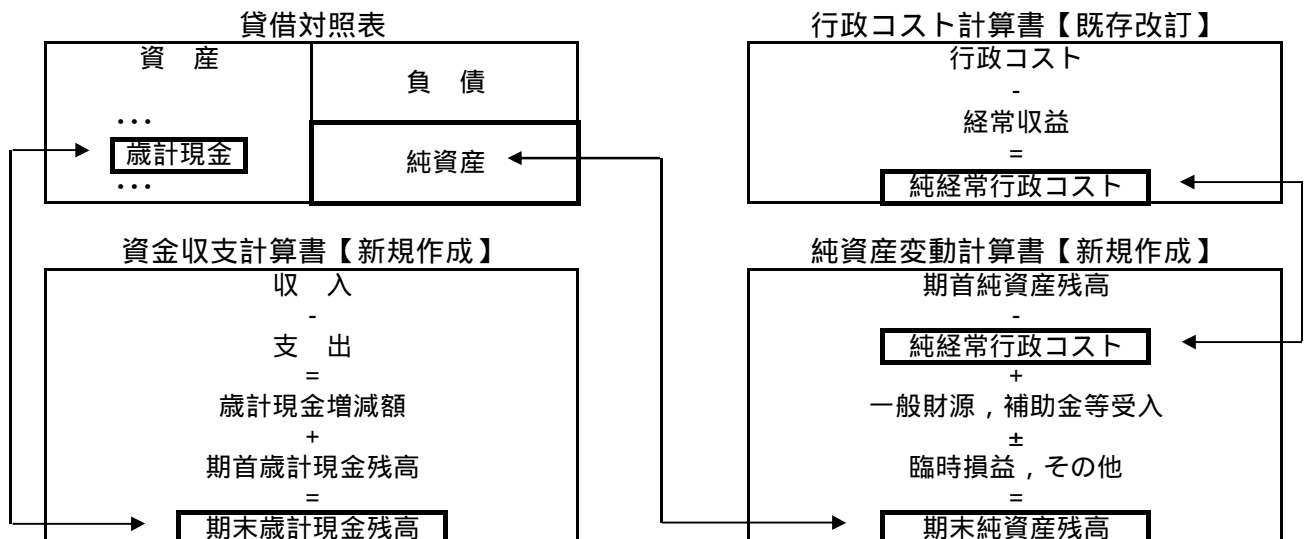 貸借対照表
資 産
負 債
･･･
歳計現金
純資産
･･･
行政コスト計算書【既存改訂】
行政コスト
-
経常収益
=
純経常行政コスト
資金収支計算書【新規作成】
収 入
-
支 出
=
歳計現金増減額
+
期首歳計現金残高
=
期末歳計現金残高
純資産変動計算書【新規作成】
期首純資産残高
-
純経常行政コスト
+
一般財源，補助金等受入
±
臨時損益，その他
=
期末純資産残高